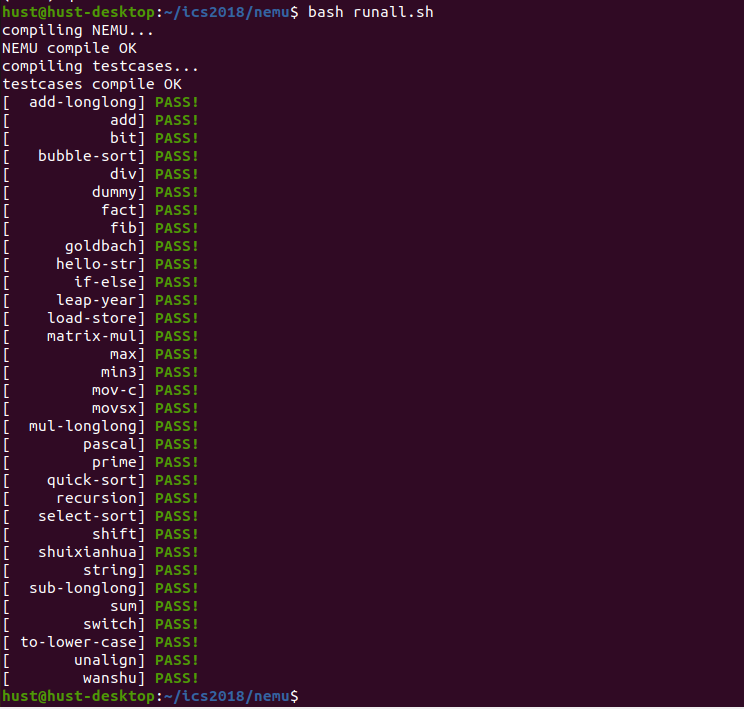 hust@hust-desktop:~/ics2018/nemu$ bash runall.sh
compiling NEMU...
NEMU compile OK
compiling testcases...
testcases compile OK
[  add-longlong] PASS!
[           add] PASS!
[           bit] PASS!
[   bubble-sort] PASS!
[           div] PASS!
[         dummy] PASS!
[          fact] PASS!
[           fib] PASS!
[      goldbach] PASS!
[     hello-str] PASS!
[       if-else] PASS!
[     leap-year] PASS!
[    load-store] PASS!
[    matrix-mul] PASS!
[           max] PASS!
[          min3] PASS!
[         mov-c] PASS!
[         movsx] PASS!
[  mul-longlong] PASS!
[        pascal] PASS!
[         prime] PASS!
[    quick-sort] PASS!
[     recursion] PASS!
[   select-sort] PASS!
[         shift] PASS!
[   shuixianhua] PASS!
[        string] PASS!
[  sub-longlong] PASS!
[           sum] PASS!
[        switch] PASS!
[ to-lower-case] PASS!
[       unalign] PASS!
[        wanshu] PASS!
hust@hust-desktop:~/ics2018/nemu$